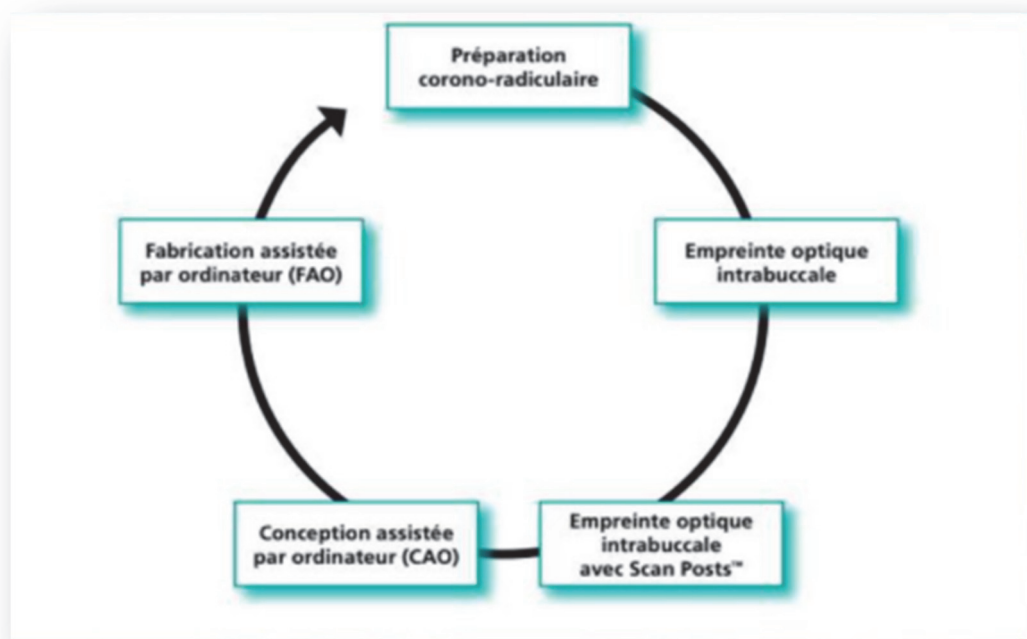 Préparation
corono-radiculaire
Empreinte optique
intrabuccale
Empreinte optique
intrabuccale
avec Scan Posts™
Conception assistée
par ordinateur (CAO)
Fabrication assistée
par ordinateur (FAO)